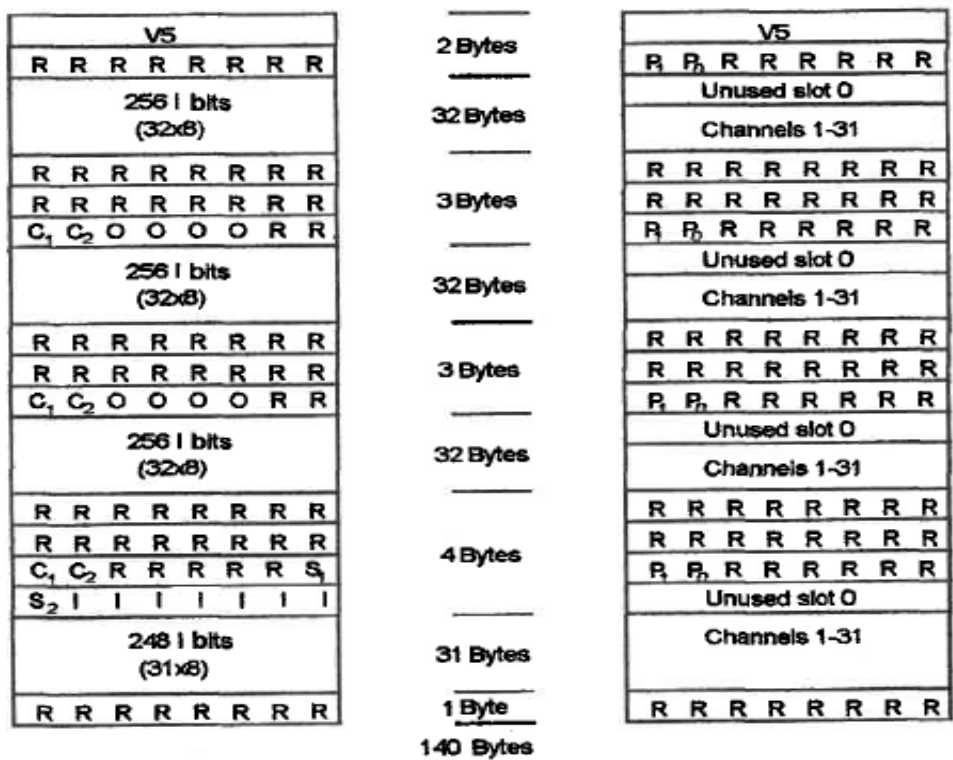 V5
R R R R R R R R
256 I bits
(32x8)
R R R R R R R R
R R R R R R R R
C1 C2 O O O O R R
256 I bits
(32x8)
R R R R R R R R
R R R R R R R R
C1 C2 O O O O R R
256 I bits
(32x8)
R R R R R R R R
R R R R R R R R
C1 C2 R R R R R S1
S2 I I I I I I I
248 I bits
(31x8)
R R R R R R R R
2 Bytes
32 Bytes
3 Bytes
32 Bytes
3 Bytes
32 Bytes
4 Bytes
31 Bytes
1 Byte
140 Bytes
V5
P1 P0 R R R R R R
Unused slot 0
Channels 1-31
R R R R R R R R
R R R R R R R R
P1 P0 R R R R R R
Unused slot 0
Channels 1-31
R R R R R R R R
R R R R R R R R
P1 P0 R R R R R R
Unused slot 0
Channels 1-31
R R R R R R R R
R R R R R R R R
P1 P0 R R R R R R
Unused slot 0
Channels 1-31
R R R R R R R R